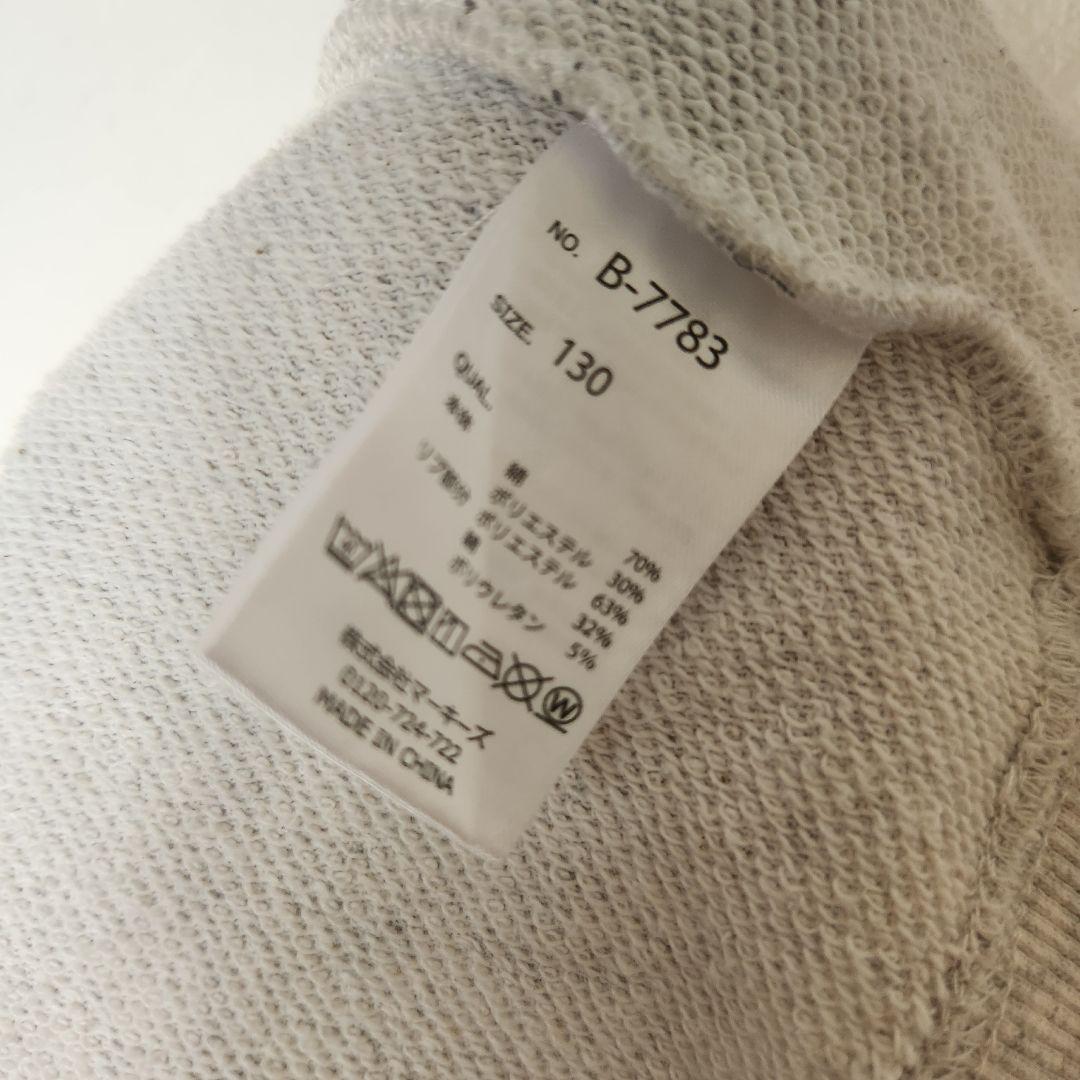 NO. B-7783
SIZE. 130
QUAL.
本体 綿 70%
ポリエステル 30%
リブ部分 ポリエステル 63%
綿 32%
ポリウレタン 5%
W
株式会社マーキーズ
0120-724-722
MADE IN CHINA